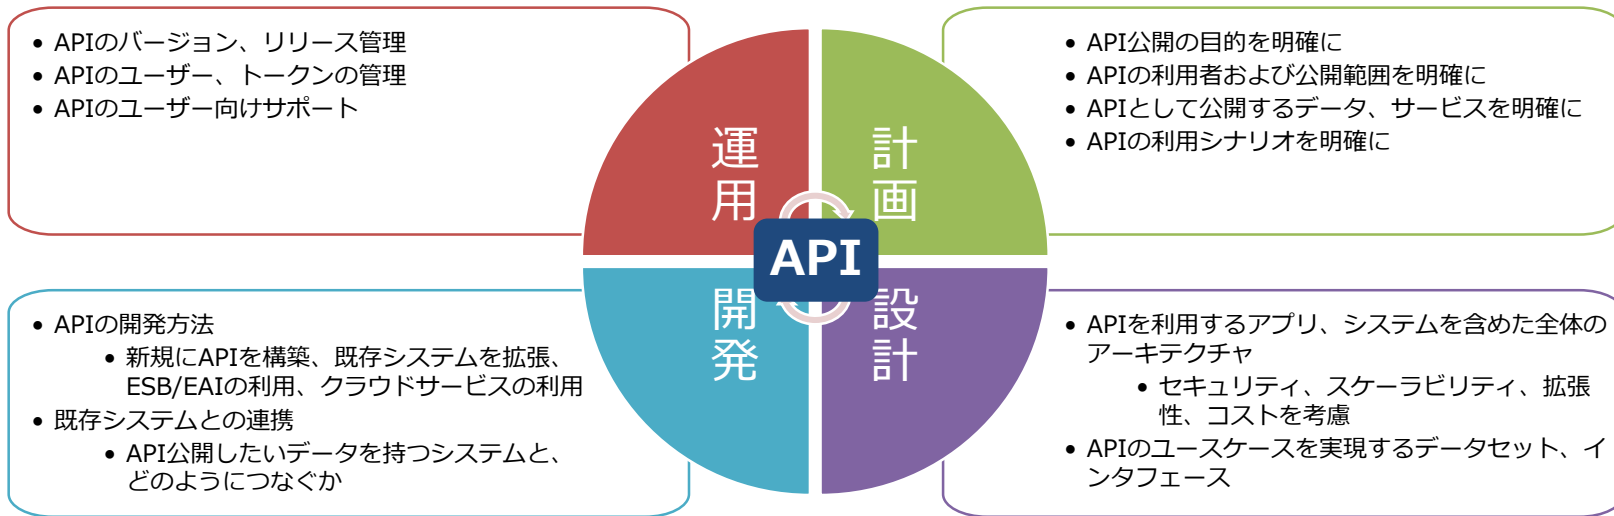 • APIのバージョン、リリース管理
• APIのユーザー、トークンの管理
• APIのユーザー向けサポート
運用
計画
• API公開の目的を明確に
• APIの利用者および公開範囲を明確に
• APIとして公開するデータ、サービスを明確に
• APIの利用シナリオを明確に
API
• APIの開発方法
• 新規にAPIを構築、既存システムを拡張、
ESB/EAIの利用、クラウドサービスの利用
• 既存システムとの連携
• API公開したいデータを持つシステムと、
どのようにつなぐか
開発
設計
• APIを利用するアプリ、システムを含めた全体の
アーキテクチャ
• セキュリティ、スケーラビリティ、拡張
性、コストを考慮
• APIのユースケースを実現するデータセット、イ
ンタフェース